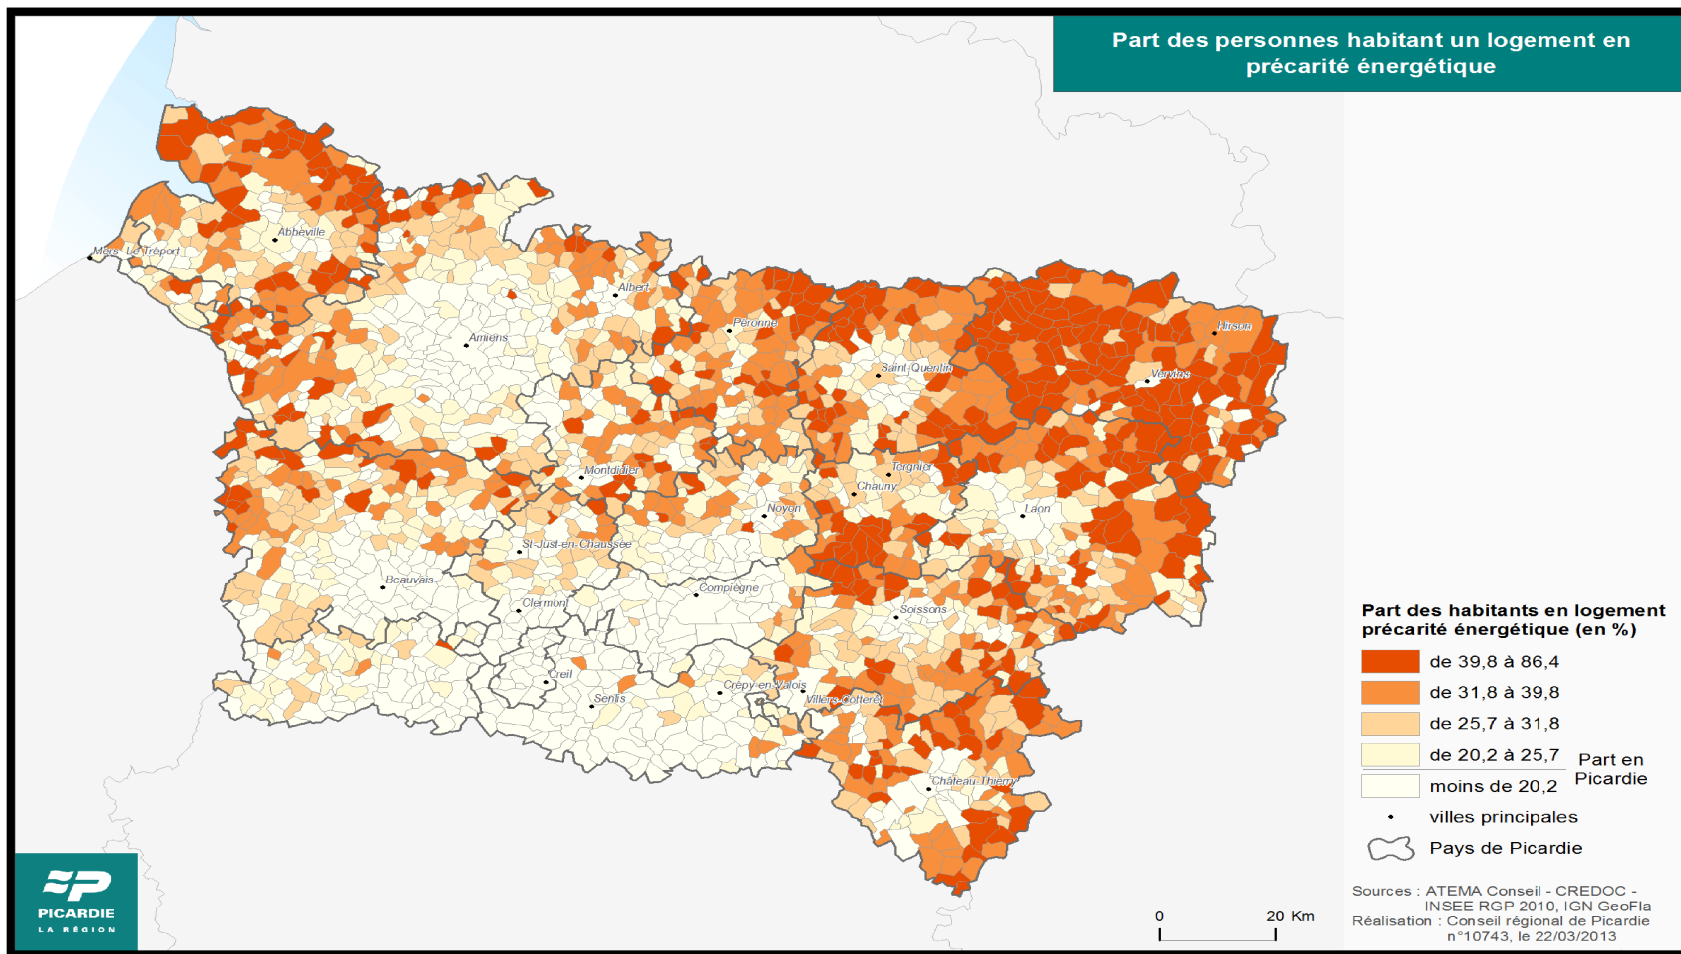 Part des personnes habitant un logement en
précarité énergétique
Abbeville
Mers - Le Tréport
Albert
Péronne
Hirson
Amiens
Saint-Quentin
Vervins
Montdidier
Tergnier
Chauny
Noyon
Laon
St-Just-en-Chaussée
Beauvais
Compiègne
Clermont
Soissons
Creil
Crépy-en-Valois
Senlis
Villers-Cotterêt
Château-Thierry
Part des habitants en logement
précarité énergétique (en %)
de 39,8 à 86,4
de 31,8 à 39,8
de 25,7 à 31,8
de 20,2 à 25,7
Part en
Picardie
moins de 20,2
villes principales
Pays de Picardie
Sources : ATEMA Conseil - CREDOC -
INSEE RGP 2010, IGN GeoFla
Réalisation : Conseil régional de Picardie
n°10743, le 22/03/2013
0 20 Km
PICARDIE
LA RÉGION